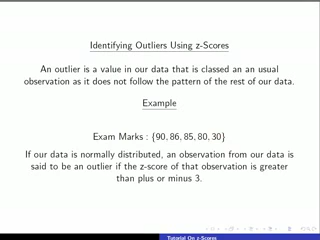 Identifying Outliers Using z-Scores
An outlier is a value in our data that is classed an an usual
observation as it does not follow the pattern of the rest of our data.
Example
Exam Marks : {90, 86, 85, 80, 30}
If our data is normally distributed, an observation from our data is
said to be an outlier if the z-score of that observation is greater
than plus or minus 3.
Tutorial On z-Scores